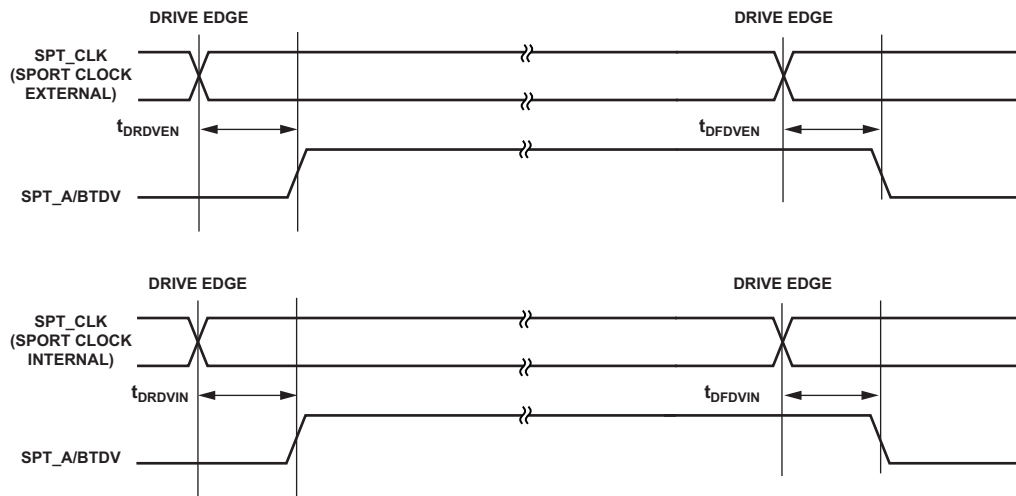 DRIVE EDGE
DRIVE EDGE
SPT_CLK
(SPORT CLOCK
EXTERNAL)
tDRDVEN
tDFDVEN
SPT_A/BTDV
DRIVE EDGE
DRIVE EDGE
SPT_CLK
(SPORT CLOCK
INTERNAL)
tDRDVIN
tDFDVIN
SPT_A/BTDV